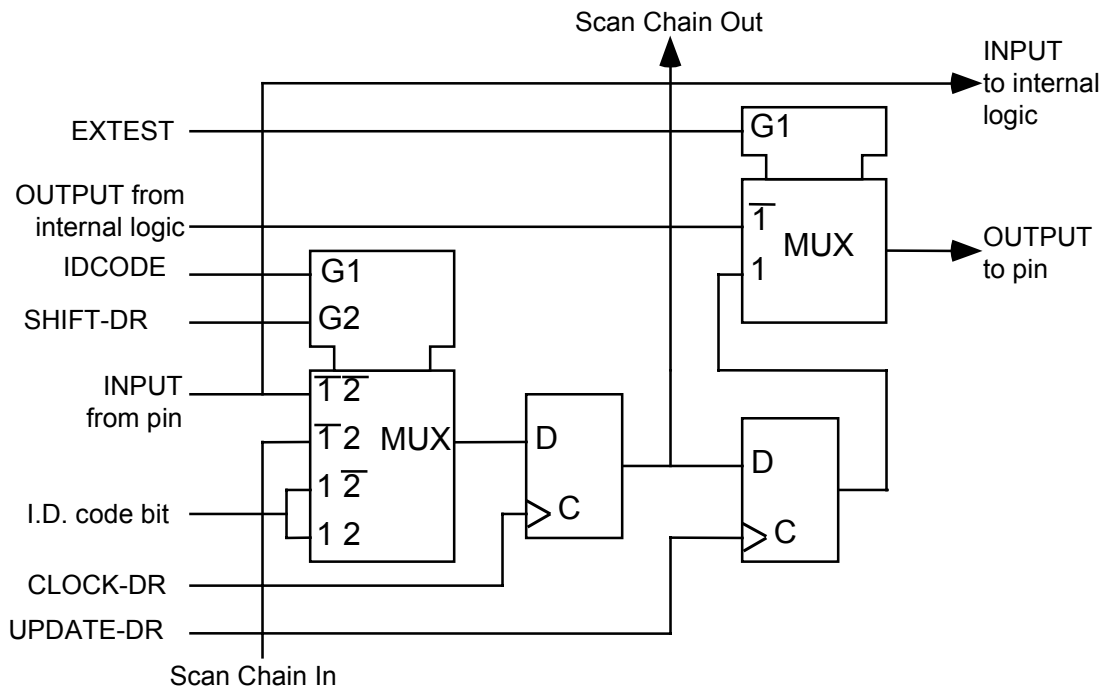 Scan Chain Out
INPUT
to internal
logic
EXTEST
G1
OUTPUT from
internal logic
1
MUX
1
OUTPUT
to pin
IDCODE
G1
SHIFT-DR
G2
INPUT
from pin
1 2
1 2
MUX
1 2
1 2
I.D. code bit
D
C
D
C
CLOCK-DR
UPDATE-DR
Scan Chain In